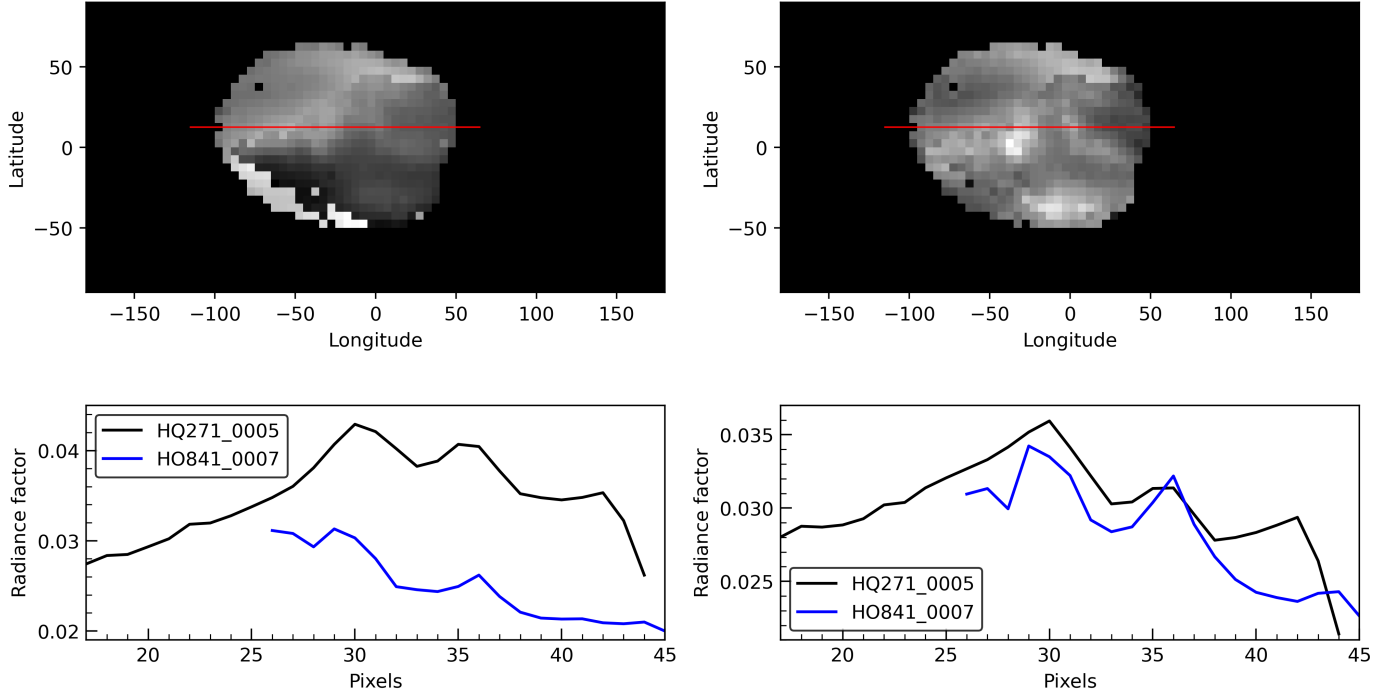 50
0
−50
Latitude
−150 −100 −50 0 50 100 150
Longitude
50
0
−50
Latitude
−150 −100 −50 0 50 100 150
Longitude
0.04
0.03
0.02
Radiance factor
HQ271_0005
HO841_0007
20 25 30 35 40 45
Pixels
0.035
0.030
0.025
Radiance factor
HQ271_0005
HO841_0007
20 25 30 35 40 45
Pixels